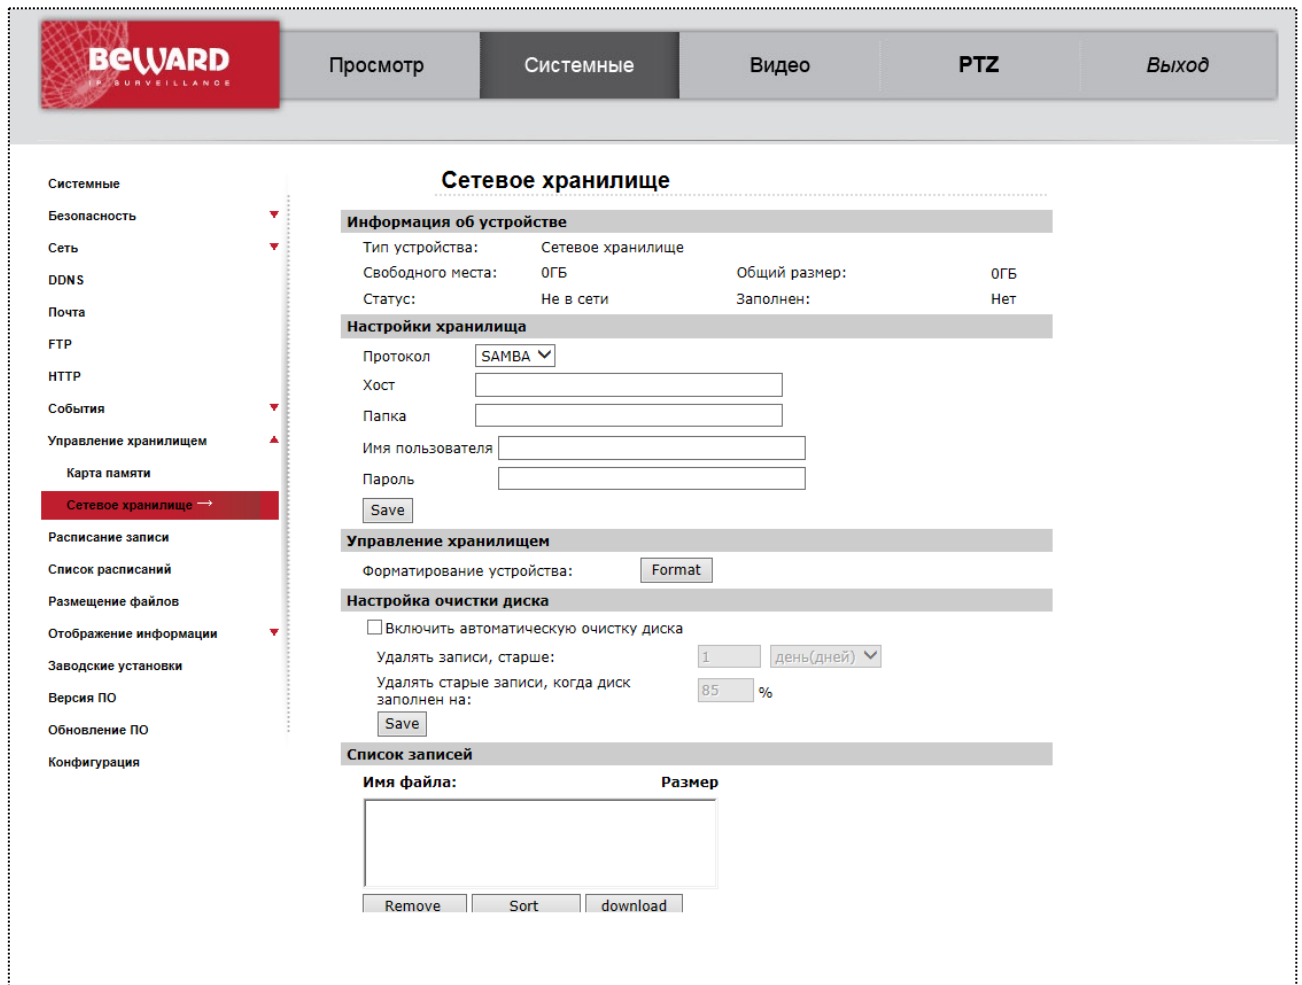 BEWARD
IP SURVEILLANCE
Просмотр
Системные
Видео
PTZ
Выход
Системные
Безопасность
Сеть
DDNS
Почта
FTP
HTTP
События
Управление хранилищем
Карта памяти
Сетевое хранилище →
Расписание записи
Список расписаний
Размещение файлов
Отображение информации
Заводские установки
Версия ПО
Обновление ПО
Конфигурация
Сетевое хранилище
Информация об устройстве
Тип устройства: Сетевое хранилище
Свободного места: 0ГБ Общий размер: 0ГБ
Статус: Не в сети Заполнен: Нет
Настройки хранилища
Протокол SAMBA
Хост
Папка
Имя пользователя
Пароль
Save
Управление хранилищем
Форматирование устройства: Format
Настройка очистки диска
Включить автоматическую очистку диска
Удалять записи, старше: 1 день(дней)
Удалять старые записи, когда диск
заполнен на: 85 %
Save
Список записей
Имя файла: Размер
Remove Sort download